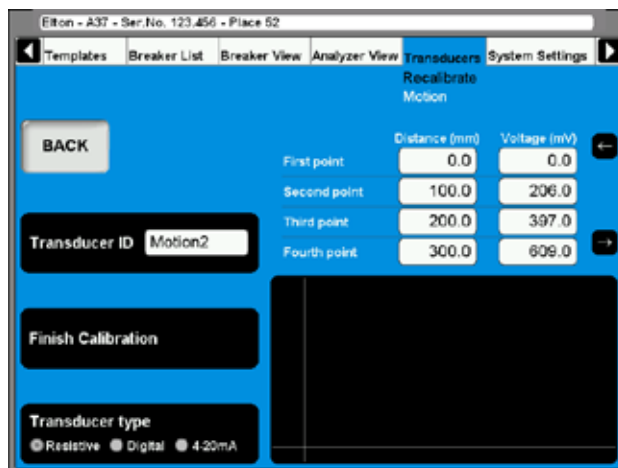 Elton - A37 - Ser.No. 123.456 - Place 52
Templates Breaker List Breaker View Analyzer View Transducers System Settings
Recalibrate
Motion
BACK
Distance (mm) Voltage (mV)
First point 0.0 0.0
Second point 100.0 206.0
Third point 200.0 397.0
Fourth point 300.0 609.0
Transducer ID Motion2
Finish Calibration
Transducer type
Resistive Digital 4-20mA